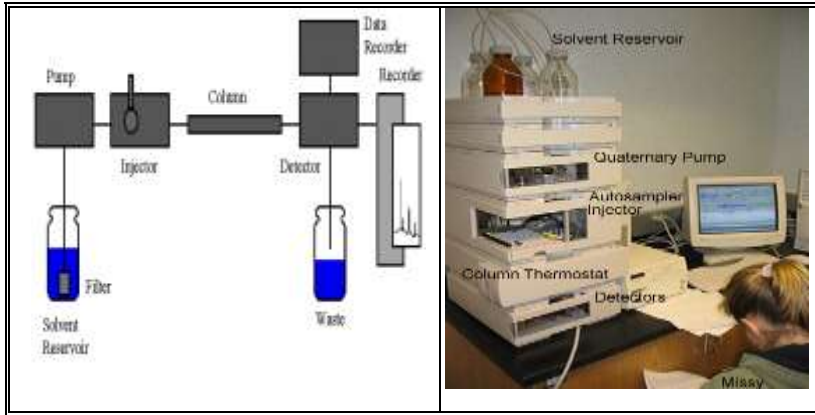 Data
Recorder
Pump
Recorder
Column
Injector
Detector
Filter
Solvent
Reservoir
Waste
Solvent Reservoir
Quaternary Pump
Autosampler
Injector
Column Thermostat
Detectors
Missy